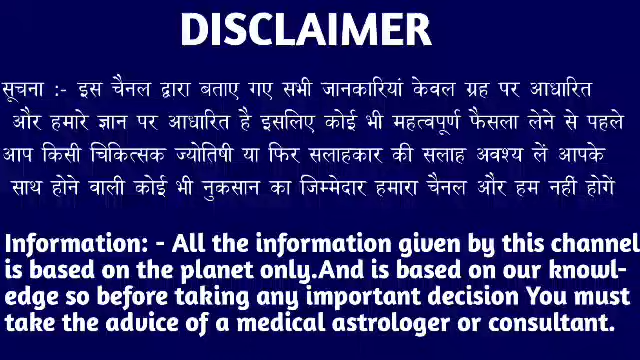 DISCLAIMER
सूचना :- इस चैनल द्वारा बताए गए सभी जानकारियां केवल ग्रह पर आधारित
और हमारे ज्ञान पर आधारित है इसलिए कोई भी महत्वपूर्ण फैसला लेने से पहले
आप किसी चिकित्सक ज्योतिषी या फिर सलाहकार की सलाह अवश्य लें आपके
साथ होने वाली कोई भी नुकसान का जिम्मेदार हमारा चैनल और हम नहीं होगें
Information: - All the information given by this channel
is based on the planet only.And is based on our knowl-
edge so before taking any important decision You must
take the advice of a medical astrologer or consultant.